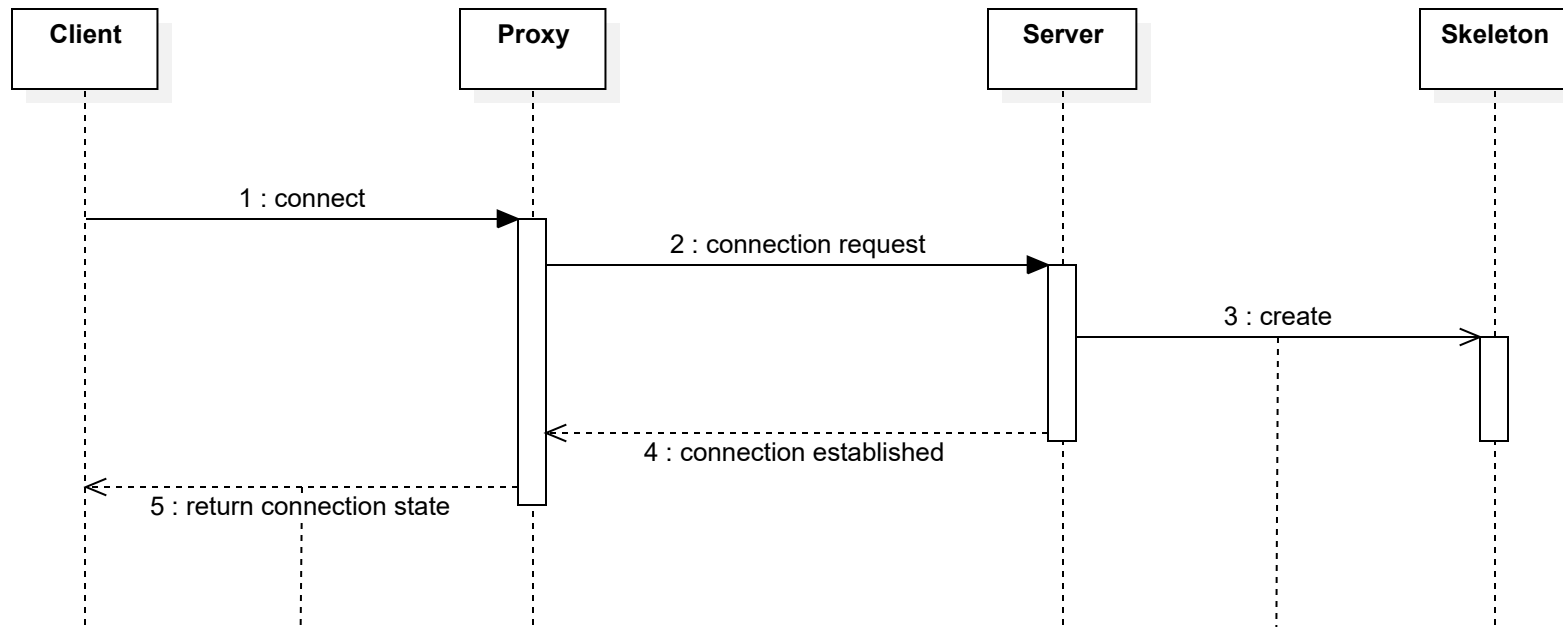 Client
Proxy
Server
Skeleton
1 : connect
2 : connection request
3 : create
4 : connection established
5 : return connection state